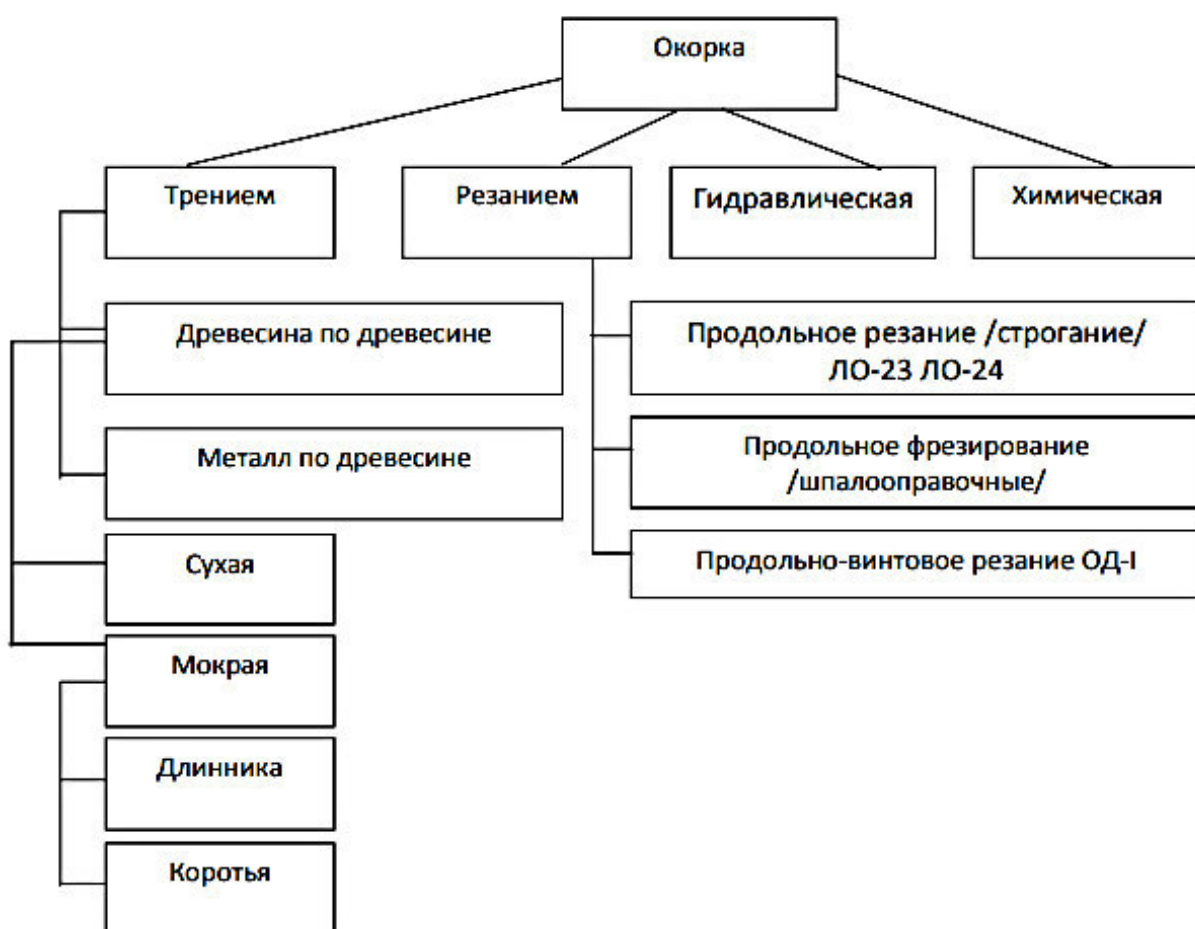 Окорка
Трением
Резанием
Гидравлическая
Химическая
Древесина по древесине
Металл по древесине
Сухая
Мокрая
Длинника
Коротья
Продольное резание /строгание/
ЛО-23 ЛО-24
Продольное фрезирование
/шпалооправочные/
Продольно-винтовое резание ОД-I